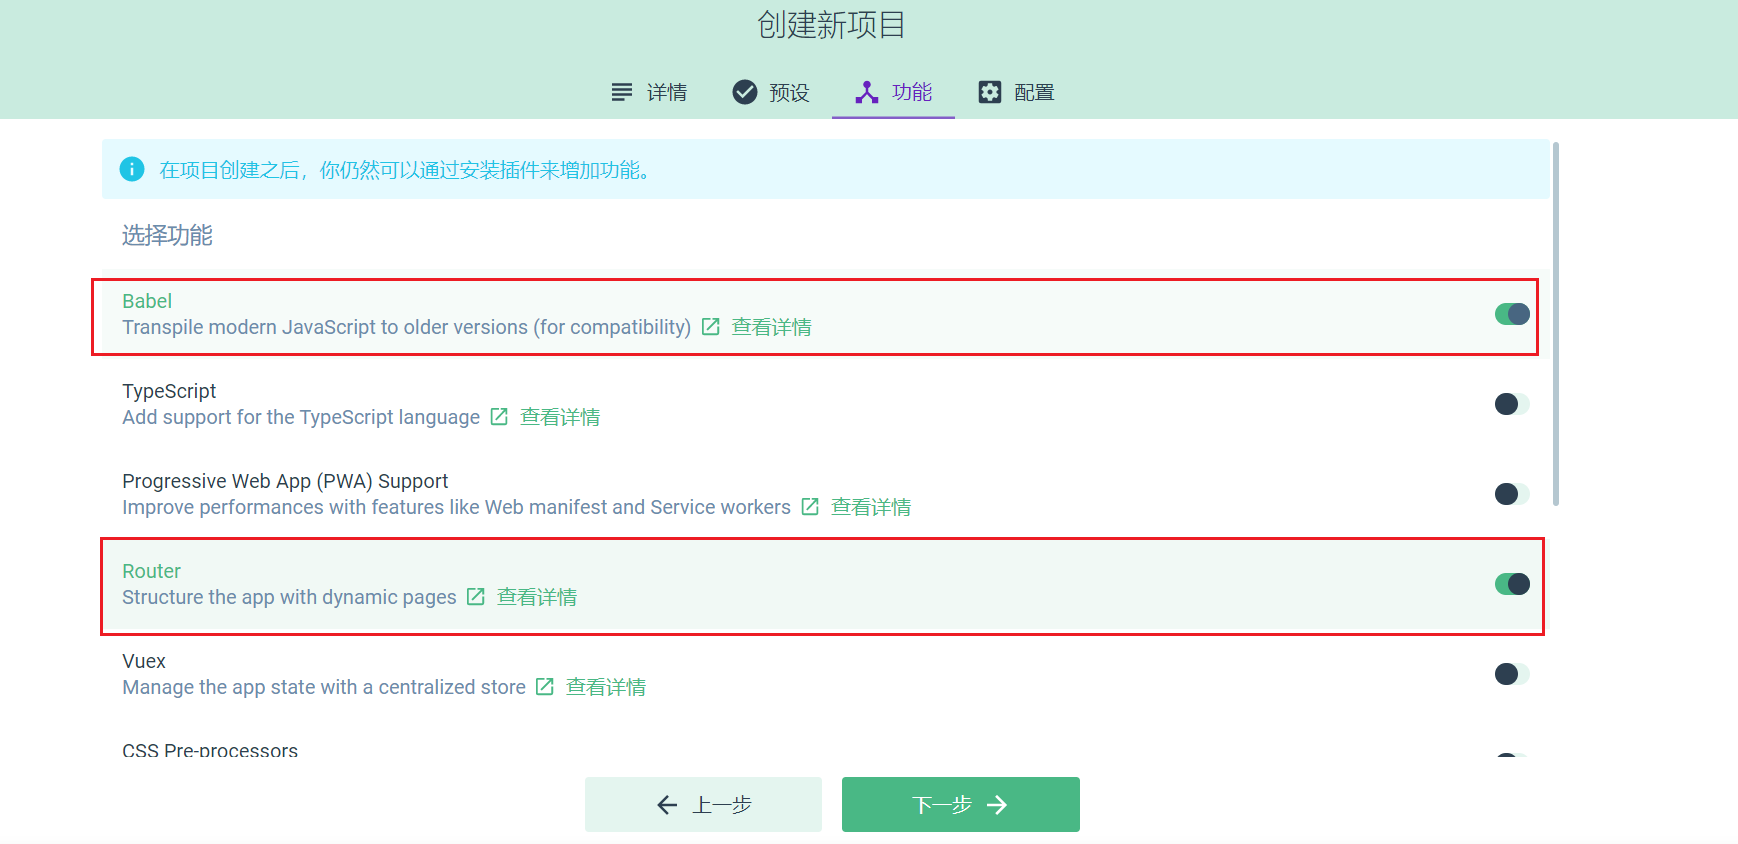 创建新项目
详情 预设 功能 配置
在项目创建之后，你仍然可以通过安装插件来增加功能。
选择功能
Babel
Transpile modern JavaScript to older versions (for compatibility) 查看详情
TypeScript
Add support for the TypeScript language 查看详情
Progressive Web App (PWA) Support
Improve performances with features like Web manifest and Service workers 查看详情
Router
Structure the app with dynamic pages 查看详情
Vuex
Manage the app state with a centralized store 查看详情
CSS Pre-processors
上一步 下一步